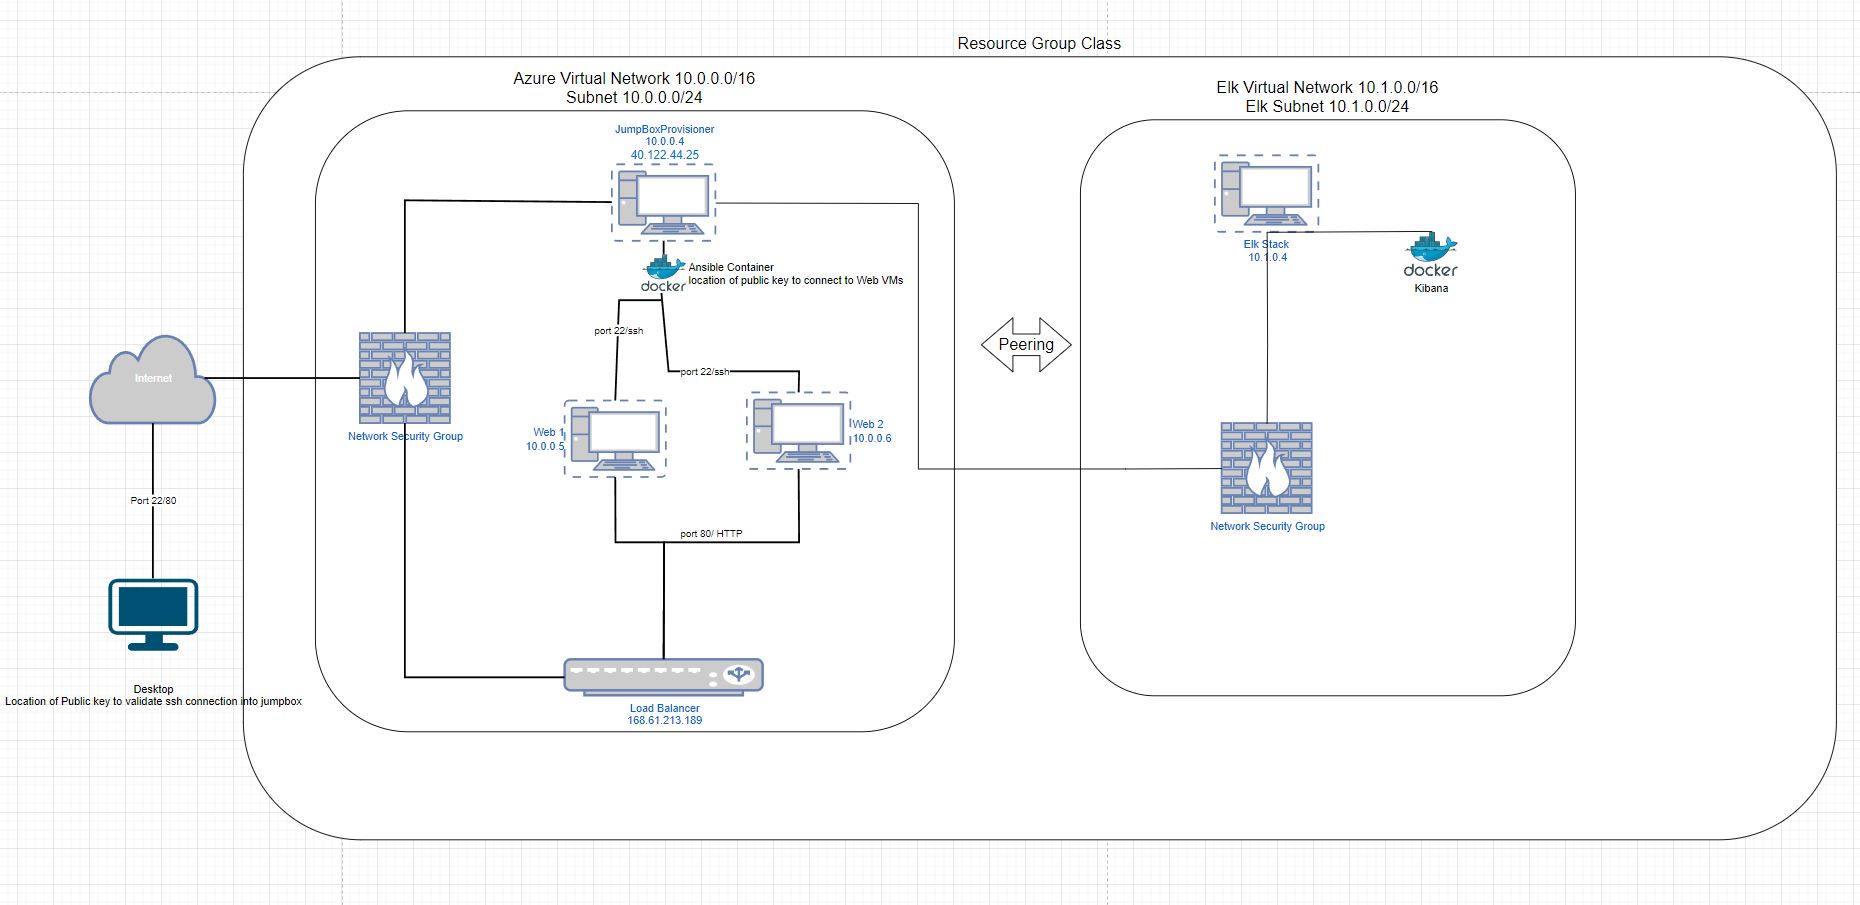 Resource Group Class
Azure Virtual Network 10.0.0.0/16
Subnet 10.0.0.0/24
Elk Virtual Network 10.1.0.0/16
Elk Subnet 10.1.0.0/24
JumpBoxProvisioner
10.0.0.4
40.122.44.25
docker
Ansible Container
location of public key to connect to Web VMs
Elk Stack
10.1.0.4
docker
Kibana
port 22/ssh
port 22/ssh
Peering
Internet
Network Security Group
Web 1
10.0.0.5
Web 2
10.0.0.6
Port 22/80
port 80/ HTTP
Network Security Group
Desktop
Location of Public key to validate ssh connection into jumpbox
Load Balancer
168.61.213.189